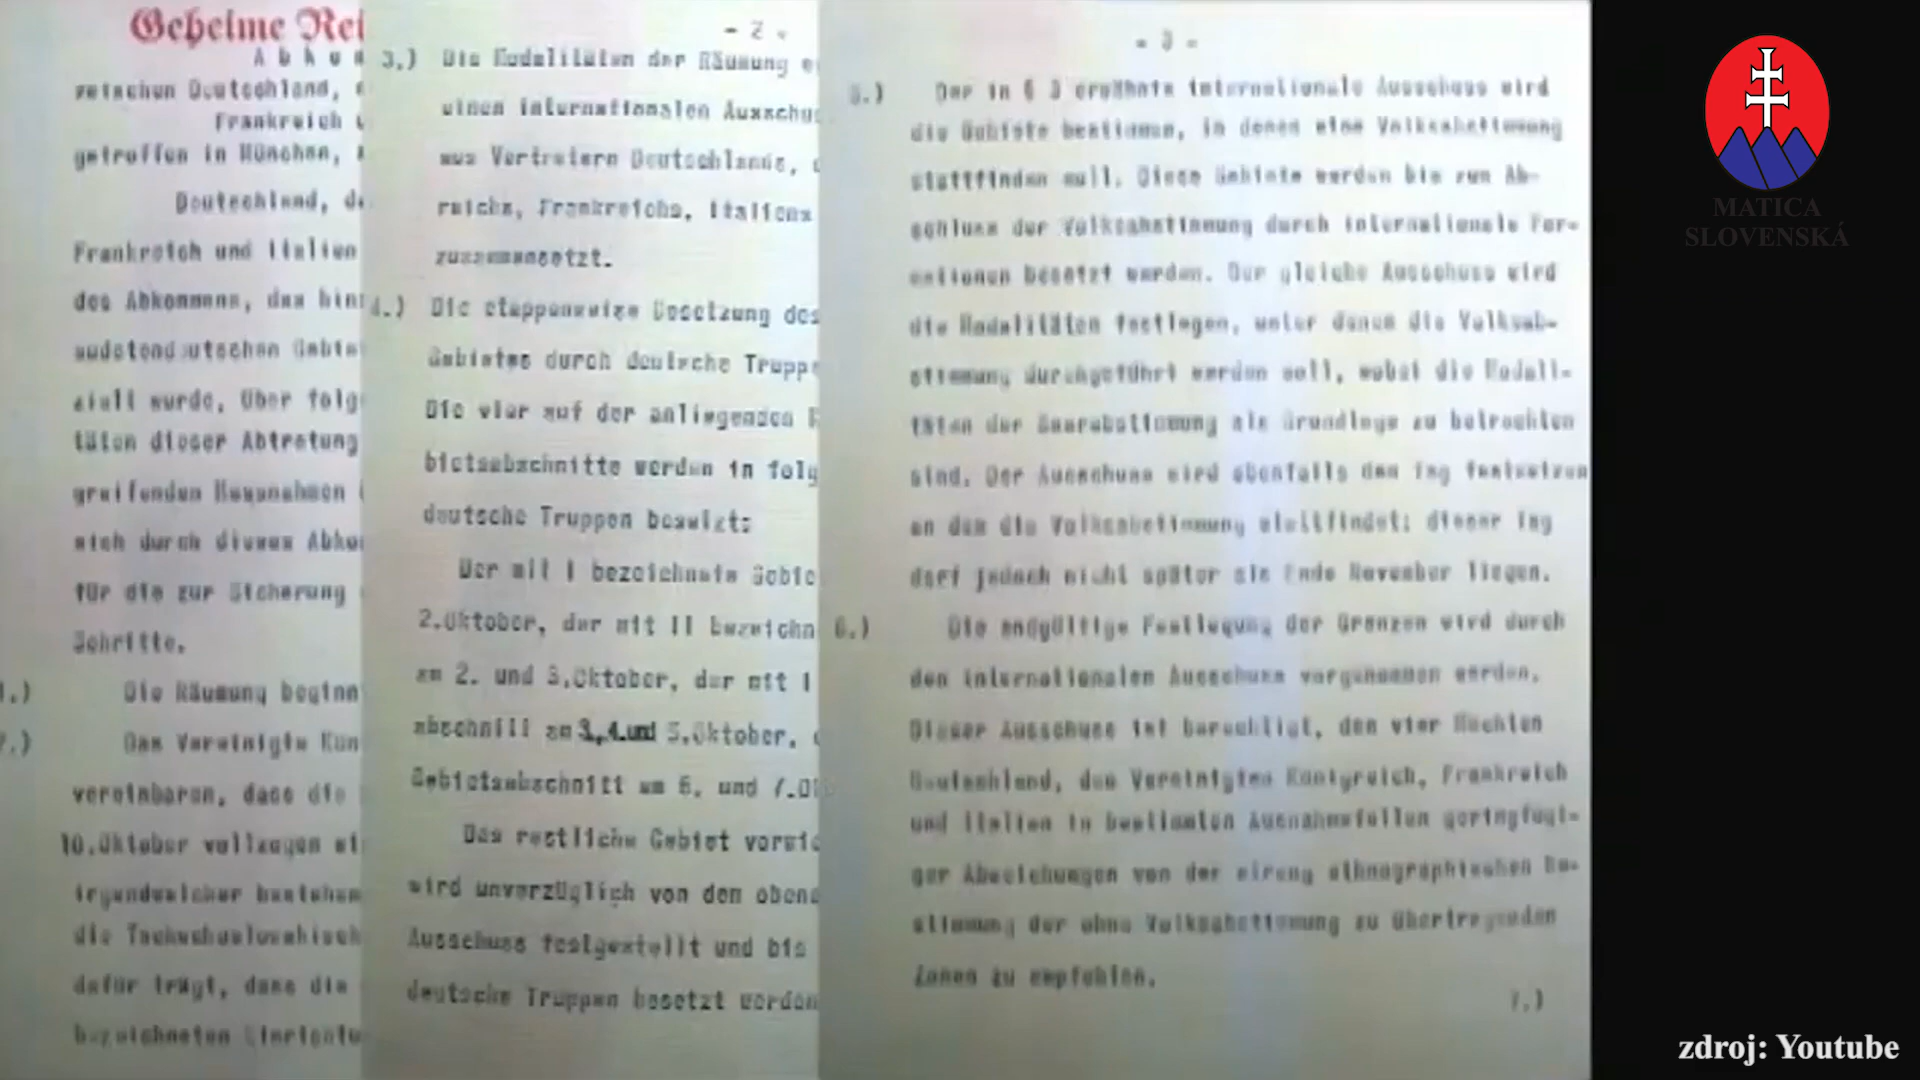 Geheime Rei
Abkom
zwischen Deutschland,
Frankreich u
getroffen in München,
Deutschland, de
Frankreich und Italien
des Abkommens, das hin
sudetendeutschen Gebie
zielt wurde, über folg
täten dieser Abtretung
greifenden Massnahmen
sich durch dieses Abko
für die zur Sicherung
Schritte.
1.) Die Räumung beginn
2.) Das Vereinigte Kön
vereinbaren, dass die
10.Oktober vollzogen
irgendwelcher bestehen
die Tschechoslowakisch
dafür trägt, dass die
bezeichneten Einrichtu
- 2 -
3.) Die Modalitäten der Räumung
einen internationalen Ausschu
aus Vertretern Deutschlands,
reichs, Frankreichs, Italiens
zusammensetzt.
4.) Die etappenweise Besetzung des
Gebietes durch deutsche Trupp
Die vier auf der anliegenden
bietsabschnitte werden in folg
deutsche Truppen besetzt:
Der mit I bezeichnete Gebie
2.Oktober, der mit II bezeichn
am 2. und 3.Oktober, der mit I
abschnitt am 3.,4.und 5.Oktober,
Gebietsabschnitt am 6. und 7.Ok
Das restliche Gebiet
wird unverzüglich von dem oben
Ausschuss festgestellt und bis
deutsche Truppen besetzt werden
- 3 -
5.) Der in § 3 erwähnte internationale Ausschuss wird
die Gebiete bestimmen, in denen eine Volksabstimmung
stattfinden soll. Diese Gebiete werden bis zum Ab-
schluss der Volksabstimmung durch internationale For-
mationen besetzt werden. Der gleiche Ausschuss wird
die Modalitäten festlegen, unter denen die Volksab-
stimmung durchgeführt werden soll, wobei die Modali-
täten der Saarabstimmung als Grundlage zu betrachten
sind. Der Ausschuss wird ebenfalls den Tag festsetzen
an dem die Volksabstimmung stattfindet; dieser Tag
darf jedoch nicht später als Ende November liegen.
6.) Die endgültige Festlegung der Grenzen wird durch
den internationalen Ausschuss vorgenommen werden.
Dieser Ausschuss ist berechtigt, den vier Mächten
Deutschland, dem Vereinigten Königreich, Frankreich
und Italien in bestimmten Ausnahmefällen geringfügi-
ge Abweichungen von der streng ethnographischen Be-
stimmung der ohne Volksabstimmung zu übertragenden
Zonen zu empfehlen.
7.)
MATICA
SLOVENSKÁ
zdroj: Youtube